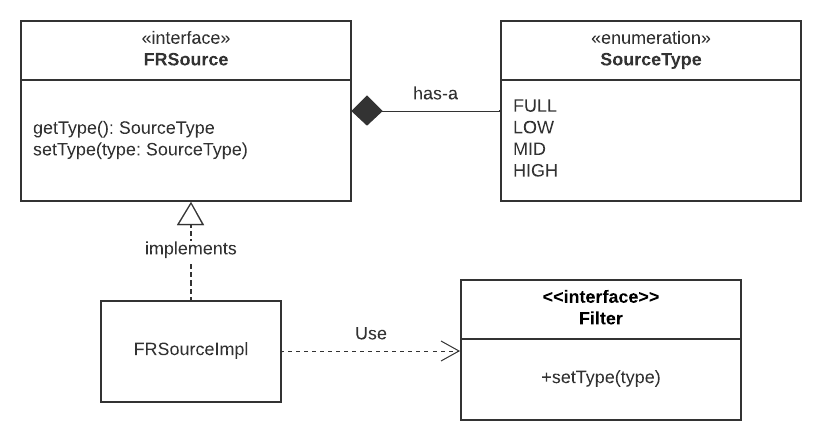 «interface»
FRSource
getType(): SourceType
setType(type: SourceType)
has-a
«enumeration»
SourceType
FULL
LOW
MID
HIGH
implements
FRSourceImpl
Use
<<interface>>
Filter
+setType(type)